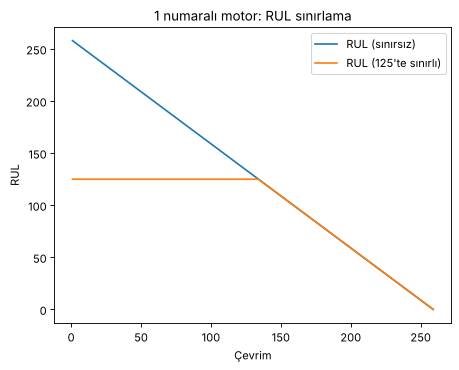 1 numaralı motor: RUL sınırlama
RUL (sınırsız)
RUL (125'te sınırlı)
250
200
150
100
50
0
RUL
0 50 100 150 200 250
Çevrim